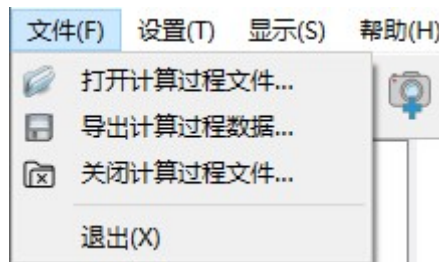 文件(F) 设置(T) 显示(S) 帮助(H)
打开计算过程文件...
导出计算过程数据...
关闭计算过程文件...
退出(X)